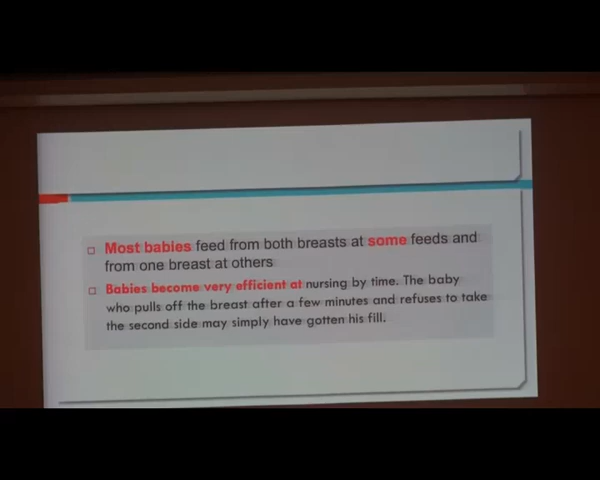 Most babies feed from both breasts at some feeds and
from one breast at others
Babies become very efficient at nursing by time. The baby
who pulls off the breast after a few minutes and refuses to take
the second side may simply have gotten his fill.